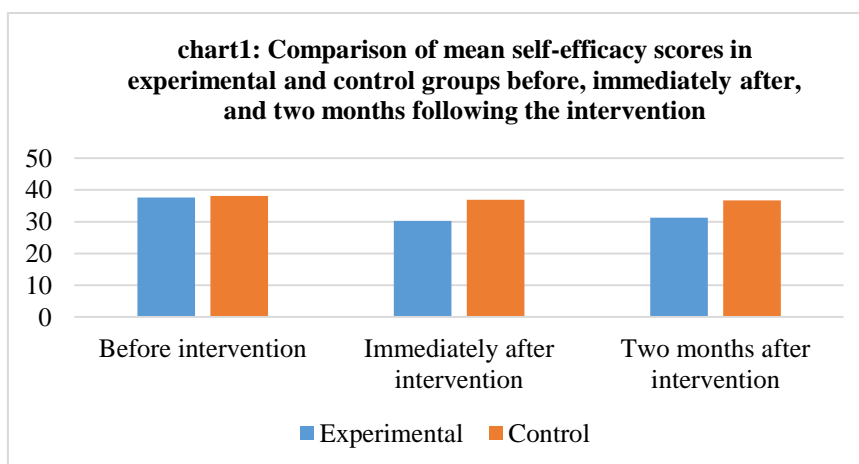 chart1: Comparison of mean self-efficacy scores in
experimental and control groups before, immediately after,
and two months following the intervention
50
40
30
20
10
0
Before intervention
Immediately after
intervention
Two months after
intervention
Experimental
Control